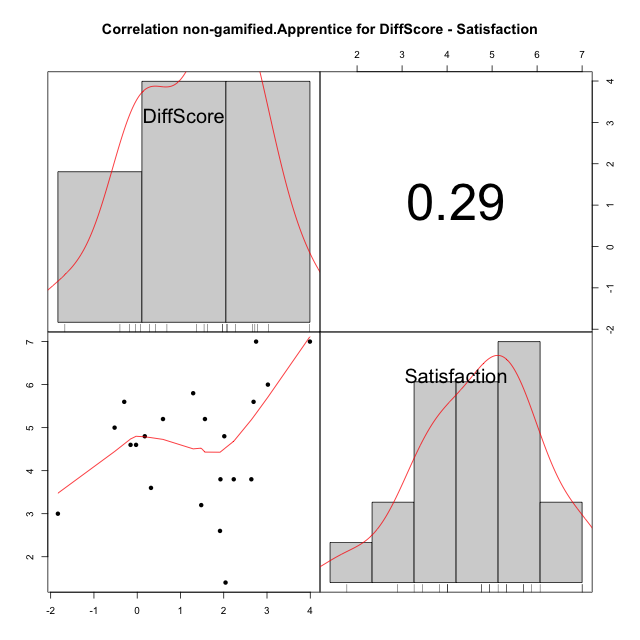 Correlation non-gamified.Apprentice for DiffScore - Satisfaction
2 3 4 5 6 7
DiffScore
0.29
4
3
2
1
0
-1
-2
7
6
5
4
3
2
Satisfaction
-2 -1 0 1 2 3 4